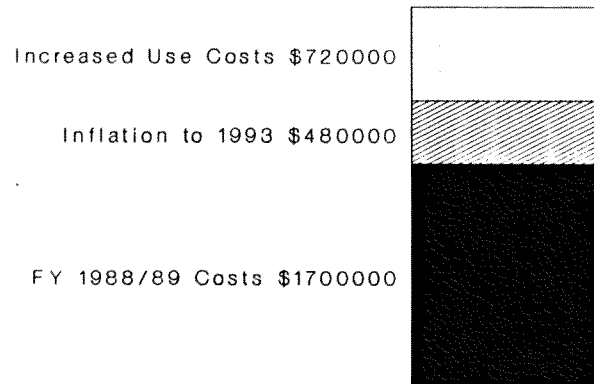 Increased Use Costs $720000
Inflation to 1993 $480000
FY 1988/89 Costs $1700000